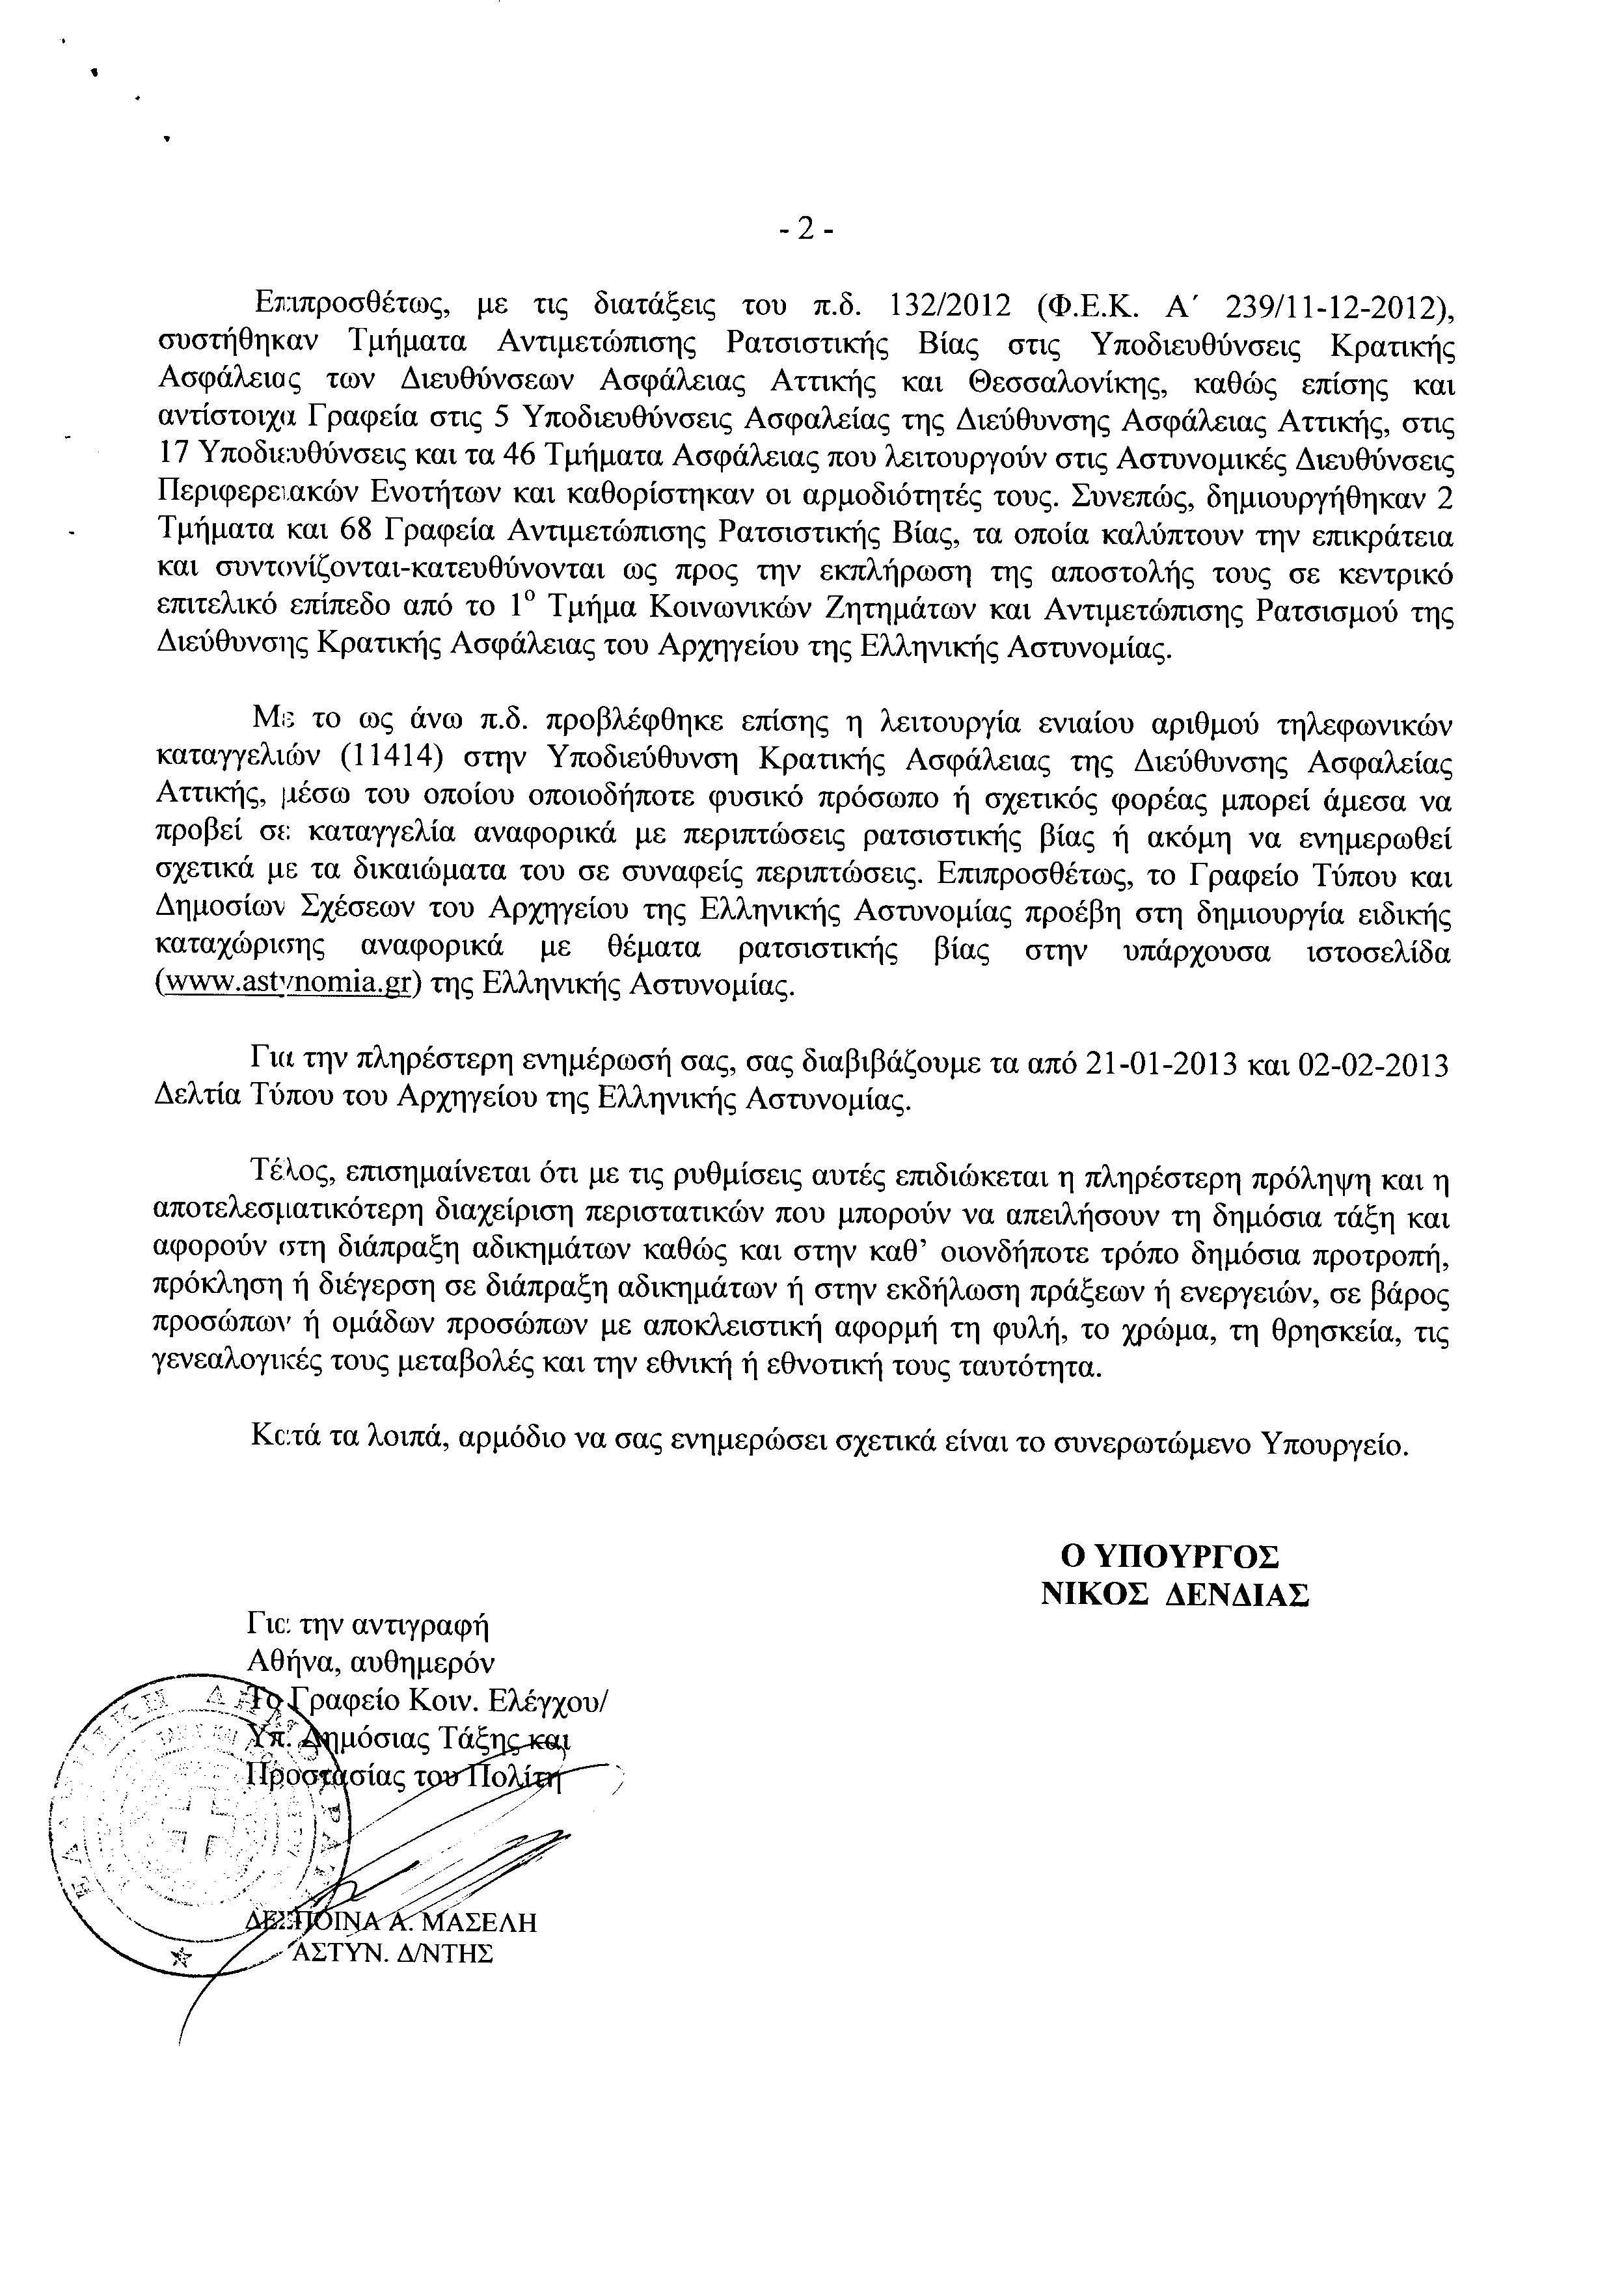 - 2 -
Επιπροσθέτως, με τις διατάξεις του π.δ. 132/2012 (Φ.Ε.Κ. Α΄ 239/11-12-2012),
συστήθηκαν Τμήματα Αντιμετώπισης Ρατσιστικής Βίας στις Υποδιευθύνσεις Κρατικής
Ασφάλειας των Διευθύνσεων Ασφάλειας Αττικής και Θεσσαλονίκης, καθώς επίσης και
αντίστοιχα Γραφεία στις 5 Υποδιευθύνσεις Ασφαλείας της Διεύθυνσης Ασφάλειας Αττικής, στις
17 Υποδιευθύνσεις και τα 46 Τμήματα Ασφάλειας που λειτουργούν στις Αστυνομικές Διευθύνσεις
Περιφερειακών Ενοτήτων και καθορίστηκαν οι αρμοδιότητές τους. Συνεπώς, δημιουργήθηκαν 2
Τμήματα και 68 Γραφεία Αντιμετώπισης Ρατσιστικής Βίας, τα οποία καλύπτουν την επικράτεια
και συντονίζονται-κατευθύνονται ως προς την εκπλήρωση της αποστολής τους σε κεντρικό
επιτελικό επίπεδο από το 1ο Τμήμα Κοινωνικών Ζητημάτων και Αντιμετώπισης Ρατσισμού της
Διεύθυνσης Κρατικής Ασφάλειας του Αρχηγείου της Ελληνικής Αστυνομίας.
Με το ως άνω π.δ. προβλέφθηκε επίσης η λειτουργία ενιαίου αριθμού τηλεφωνικών
καταγγελιών (11414) στην Υποδιεύθυνση Κρατικής Ασφάλειας της Διεύθυνσης Ασφαλείας
Αττικής, μέσω του οποίου οποιοδήποτε φυσικό πρόσωπο ή σχετικός φορέας μπορεί άμεσα να
προβεί σε καταγγελία αναφορικά με περιπτώσεις ρατσιστικής βίας ή ακόμη να ενημερωθεί
σχετικά με τα δικαιώματα του σε συναφείς περιπτώσεις. Επιπροσθέτως, το Γραφείο Τύπου και
Δημοσίων Σχέσεων του Αρχηγείου της Ελληνικής Αστυνομίας προέβη στη δημιουργία ειδικής
καταχώρισης αναφορικά με θέματα ρατσιστικής βίας στην υπάρχουσα ιστοσελίδα
(www.astynomia.gr) της Ελληνικής Αστυνομίας.
Για την πληρέστερη ενημέρωσή σας, σας διαβιβάζουμε τα από 21-01-2013 και 02-02-2013
Δελτία Τύπου του Αρχηγείου της Ελληνικής Αστυνομίας.
Τέλος, επισημαίνεται ότι με τις ρυθμίσεις αυτές επιδιώκεται η πληρέστερη πρόληψη και η
αποτελεσματικότερη διαχείριση περιστατικών που μπορούν να απειλήσουν τη δημόσια τάξη και
αφορούν στη διάπραξη αδικημάτων καθώς και στην καθ’ οιονδήποτε τρόπο δημόσια προτροπή,
πρόκληση ή διέγερση σε διάπραξη αδικημάτων ή στην εκδήλωση πράξεων ή ενεργειών, σε βάρος
προσώπων ή ομάδων προσώπων με αποκλειστική αφορμή τη φυλή, το χρώμα, τη θρησκεία, τις
γενεαλογικές τους μεταβολές και την εθνική ή εθνοτική τους ταυτότητα.
Κατά τα λοιπά, αρμόδιο να σας ενημερώσει σχετικά είναι το συνερωτώμενο Υπουργείο.
Ο ΥΠΟΥΡΓΟΣ
ΝΙΚΟΣ ΔΕΝΔΙΑΣ
Για την αντιγραφή
Αθήνα, αυθημερόν
Το Γραφείο Κοιν. Ελέγχου/
Υπ. Δημόσιας Τάξης και
Προστασίας του Πολίτη
ΔΕΣΠΟΙΝΑ Α. ΜΑΣΕΛΗ
ΑΣΤΥΝ. Δ/ΝΤΗΣ